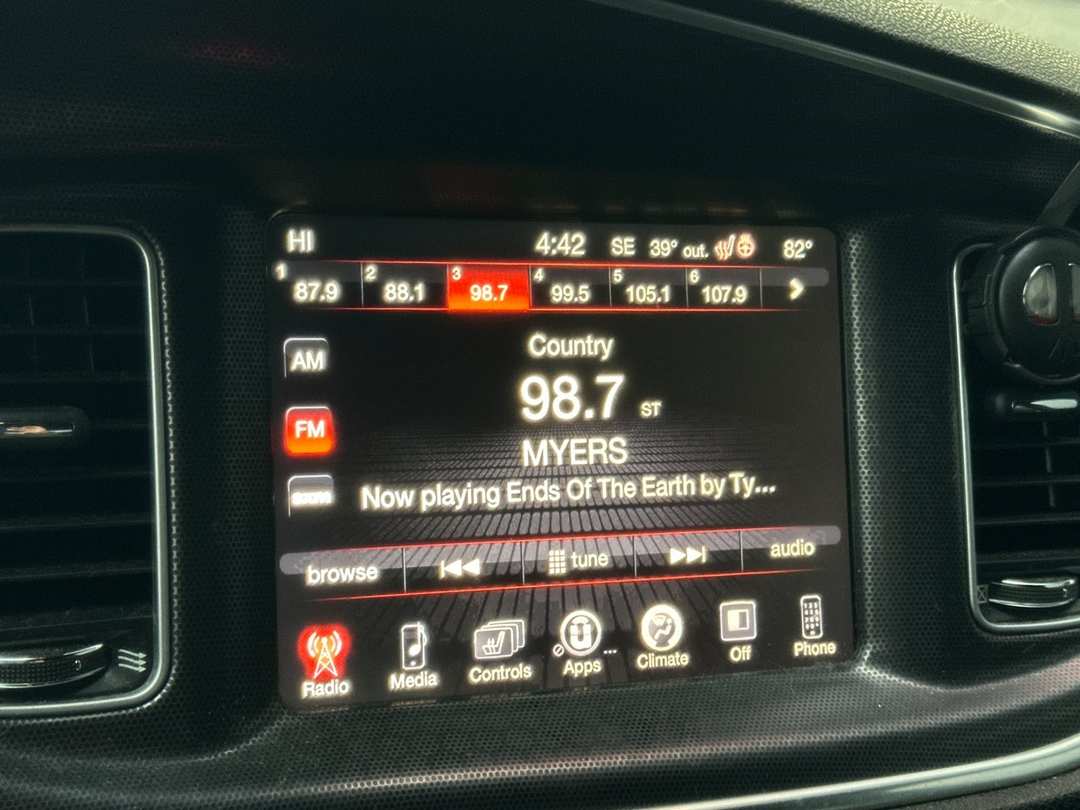 HI 4:42 SE 39° out. 82°
1 87.9 2 88.1 3 98.7 4 99.5 5 105.1 6 107.9
Country
AM
98.7 ST
FM
MYERS
Now playing Ends Of The Earth by Ty...
browse tune audio
Radio Media Controls Apps ... Climate Off Phone